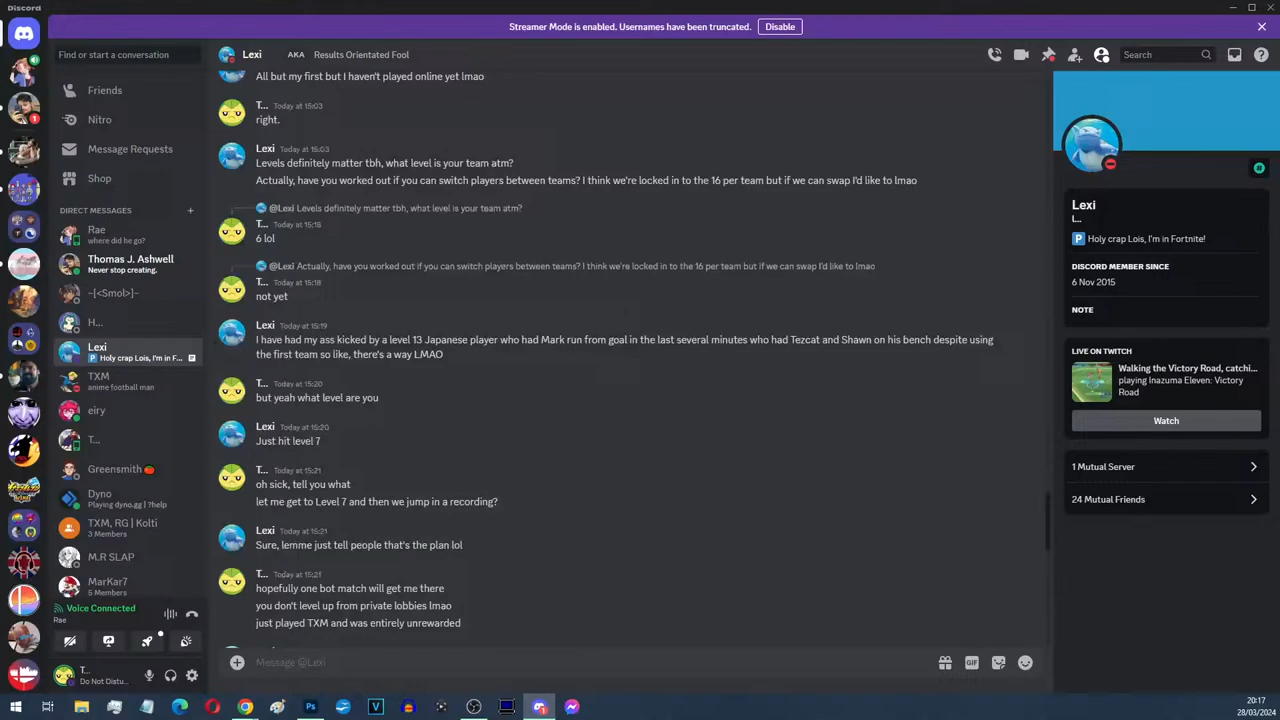 Discord
Streamer Mode is enabled. Usernames have been truncated.
Disable
Find or start a conversation
Lexi
AKA
Results Orientated Fool
Search
Friends
Nitro
Message Requests
Shop
DIRECT MESSAGES
Rae
where did he go?
Thomas J. Ashwell
Never stop creating.
~[<Smol>]~
H...
Lexi
Holy crap Lois, I'm in F...
TXM
anime football man
eiry
T...
Greensmith
Dyno
Playing dyno.gg | ?help
TXM, RG | Kolti
3 Members
M.R SLAP
MarKar7
5 Members
Voice Connected
Rae
T...
Do Not Distu...
All but my first but I haven't played online yet lmao
T... Today at 15:03
right.
Lexi Today at 15:03
Levels definitely matter tbh, what level is your team atm?
Actually, have you worked out if you can switch players between teams? I think we're locked in to the 16 per team but if we can swap I'd like to lmao
@Lexi Levels definitely matter tbh, what level is your team atm?
T... Today at 15:18
6 lol
@Lexi Actually, have you worked out if you can switch players between teams? I think we're locked in to the 16 per team but if we can swap I'd like to lmao
T... Today at 15:18
not yet
Lexi Today at 15:19
I have had my ass kicked by a level 13 Japanese player who had Mark run from goal in the last several minutes who had Tezcat and Shawn on his bench despite using
the first team so like, there's a way LMAO
T... Today at 15:20
but yeah what level are you
Lexi Today at 15:20
Just hit level 7
T... Today at 15:21
oh sick, tell you what
let me get to Level 7 and then we jump in a recording?
Lexi Today at 15:21
Sure, lemme just tell people that's the plan lol
T... Today at 15:21
hopefully one bot match will get me there
you don't level up from private lobbies lmao
just played TXM and was entirely unrewarded
Message @Lexi
GIF
Lexi
L...
Holy crap Lois, I'm in Fortnite!
DISCORD MEMBER SINCE
6 Nov 2015
NOTE
LIVE ON TWITCH
Walking the Victory Road, catchi...
playing Inazuma Eleven: Victory
Road
Watch
1 Mutual Server
24 Mutual Friends
20:17
28/03/2024